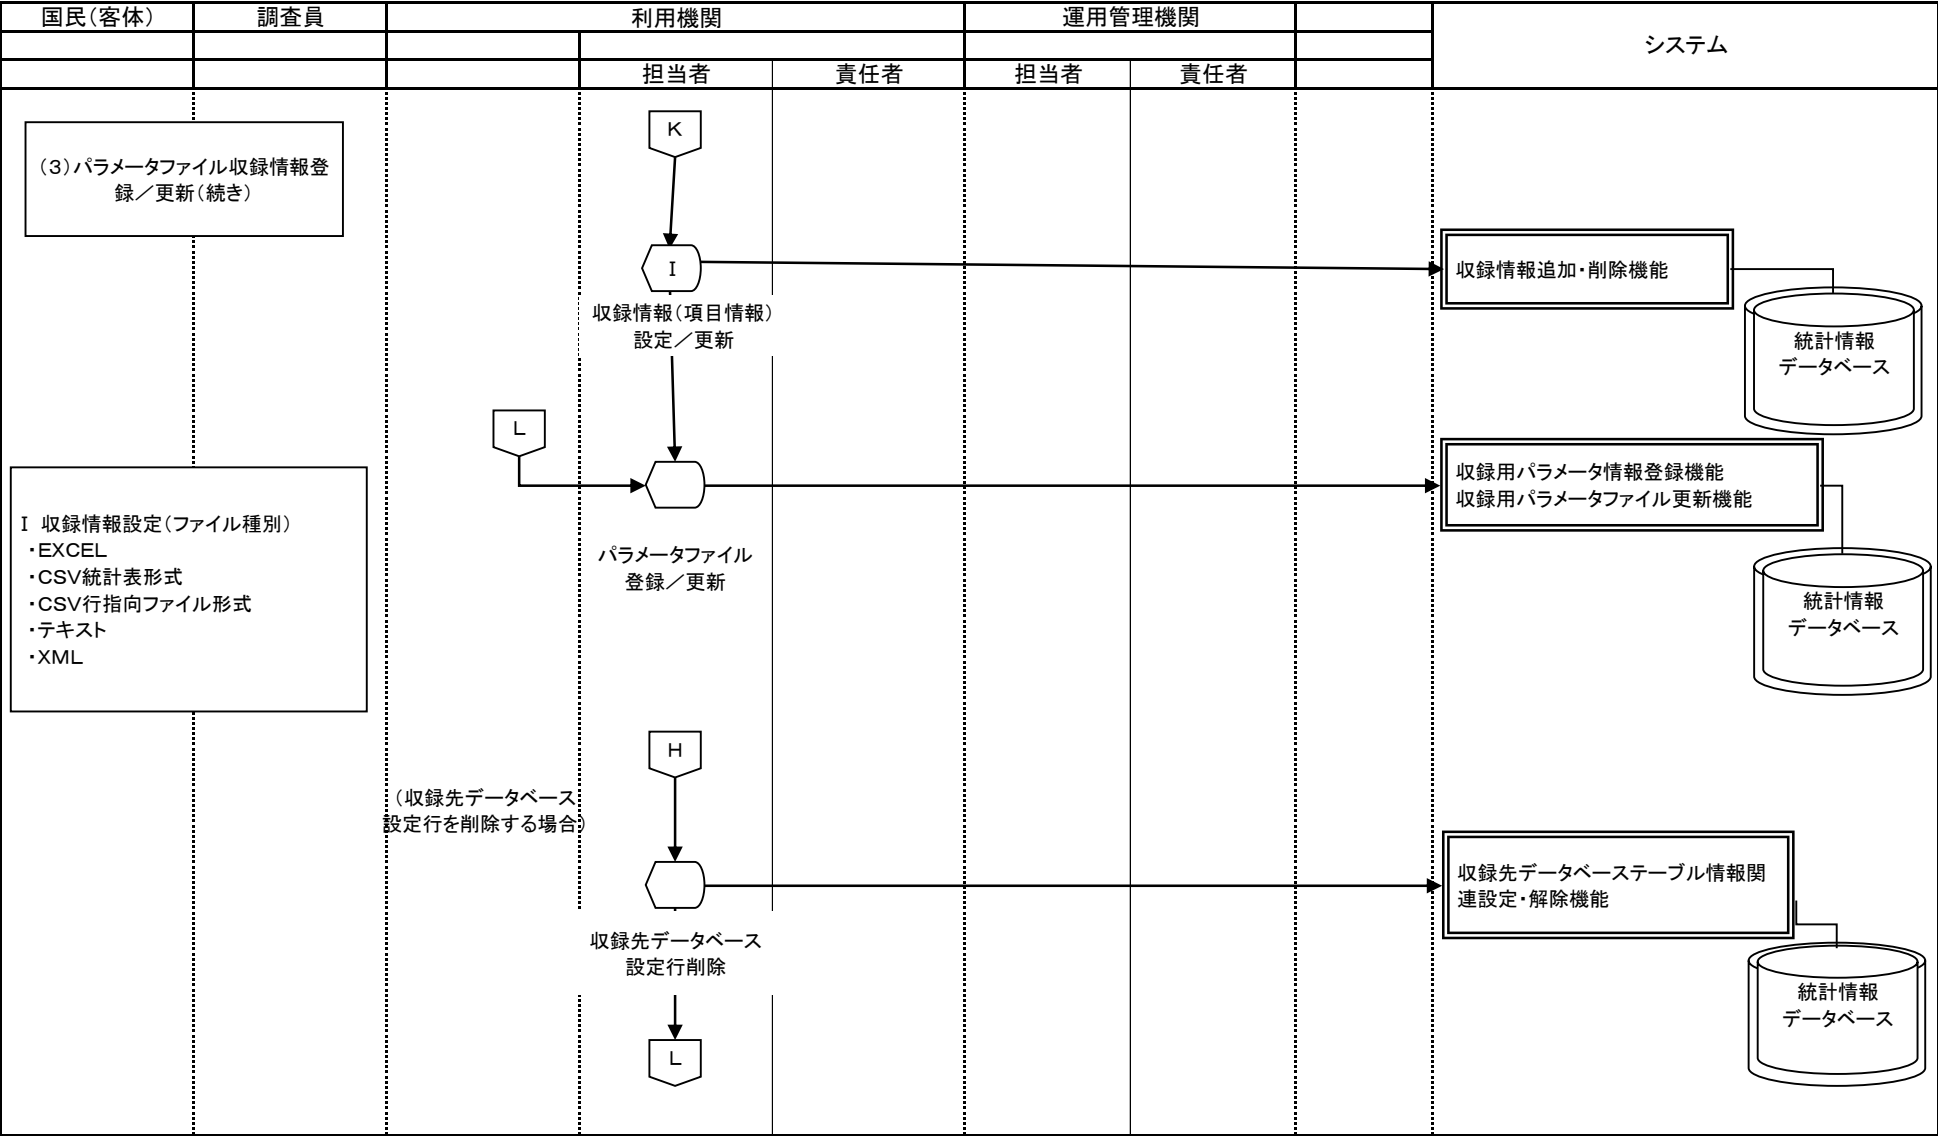 国民（客体）
調査員
利用機関
運用管理機関
システム
担当者
責任者
担当者
責任者
（３）パラメータファイル収録情報登
録／更新（続き）
K
I
収録情報（項目情報）
設定／更新
収録情報追加・削除機能
統計情報
データベース
L
収録用パラメータ情報登録機能
収録用パラメータファイル更新機能
パラメータファイル
登録／更新
統計情報
データベース
I 収録情報設定（ファイル種別）
・EXCEL
・CSV統計表形式
・CSV行指向ファイル形式
・テキスト
・XML
H
（収録先データベース
設定行を削除する場合）
収録先データベーステーブル情報関
連設定・解除機能
収録先データベース
設定行削除
統計情報
データベース
L